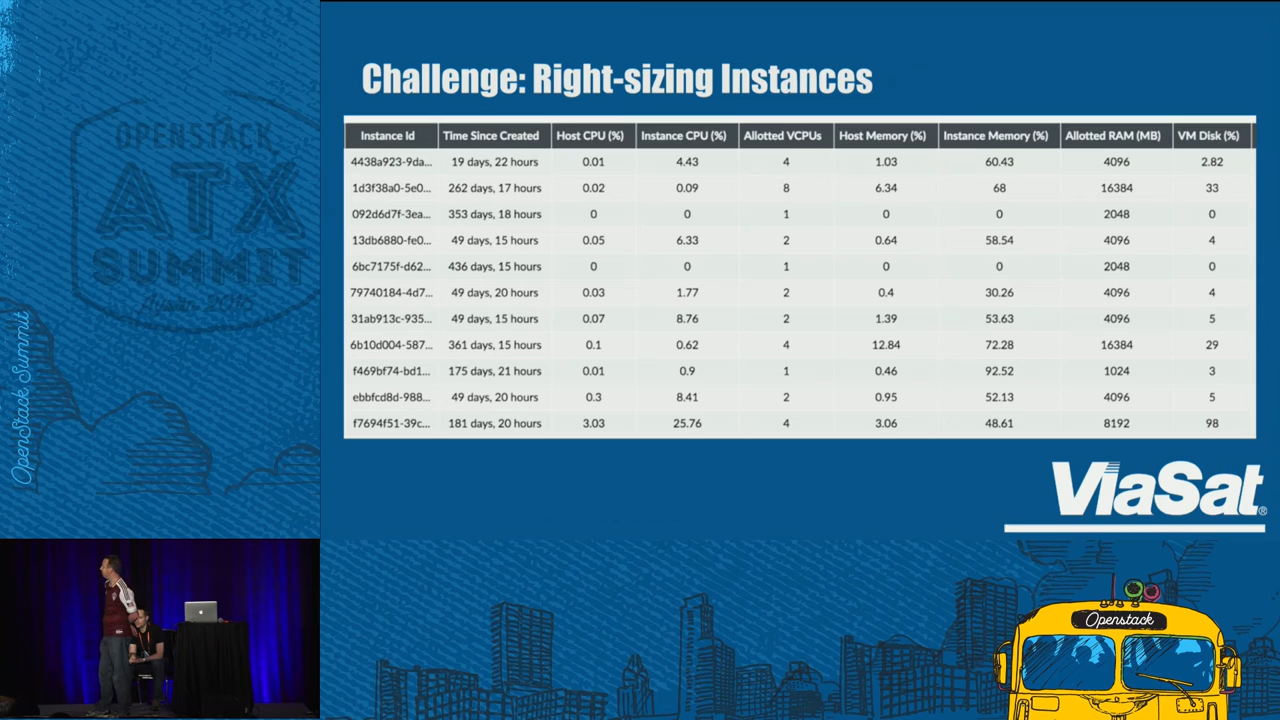 OPENSTACK
ATX
SUMMIT
Austin 2016
OpenStack Summit
Challenge: Right-sizing Instances
Instance Id Time Since Created Host CPU (%) Instance CPU (%) Allotted VCPUs Host Memory (%) Instance Memory (%) Allotted RAM (MB) VM Disk (%)
4438a923-9da... 19 days, 22 hours 0.01 4.43 4 1.03 60.43 4096 2.82
1d3f38a0-5e0... 262 days, 17 hours 0.02 0.09 8 6.34 68 16384 33
092d6d7f-3ea... 353 days, 18 hours 0 0 1 0 0 2048 0
13db6880-fe0... 49 days, 15 hours 0.05 6.33 2 0.64 58.54 4096 4
6bc7175f-d62... 436 days, 15 hours 0 0 1 0 0 2048 0
79740184-4d7... 49 days, 20 hours 0.03 1.77 2 0.4 30.26 4096 4
31ab913c-935... 49 days, 15 hours 0.07 8.76 2 1.39 53.63 4096 5
6b10d004-587... 361 days, 15 hours 0.1 0.62 4 12.84 72.28 16384 29
f469bf74-bd1... 175 days, 21 hours 0.01 0.9 1 0.46 92.52 1024 3
ebbfcd8d-988... 49 days, 20 hours 0.3 8.41 2 0.95 52.13 4096 5
f7694f51-39c... 181 days, 20 hours 3.03 25.76 4 3.06 48.61 8192 98
ViaSat®
Openstack